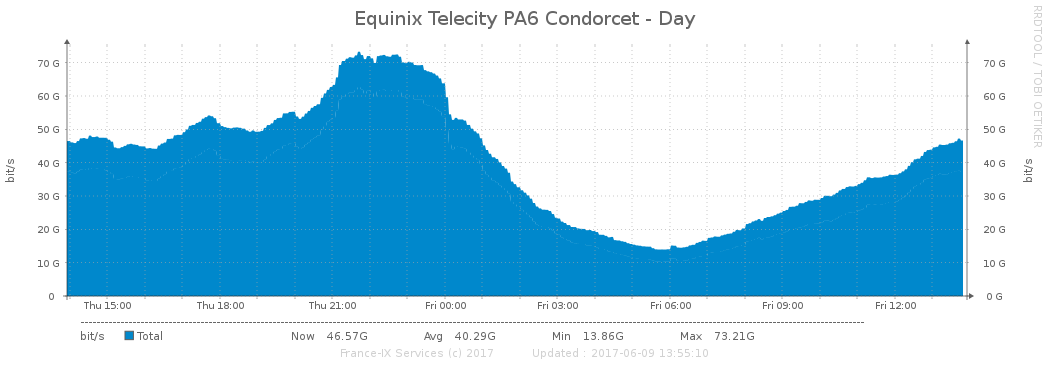 Equinix Telecity PA6 Condorcet - Day
RRDTOOL / TOBI OETIKER
bit/s
70 G 70 G
60 G 60 G
50 G 50 G
40 G 40 G
30 G 30 G
20 G 20 G
10 G 10 G
0 0 G
bit/s
Thu 15:00 Thu 18:00 Thu 21:00 Fri 00:00 Fri 03:00 Fri 06:00 Fri 09:00 Fri 12:00
bit/s Total Now 46.57G Avg 40.29G Min 13.86G Max 73.21G
France-IX Services (c) 2017 Updated : 2017-06-09 13:55:10